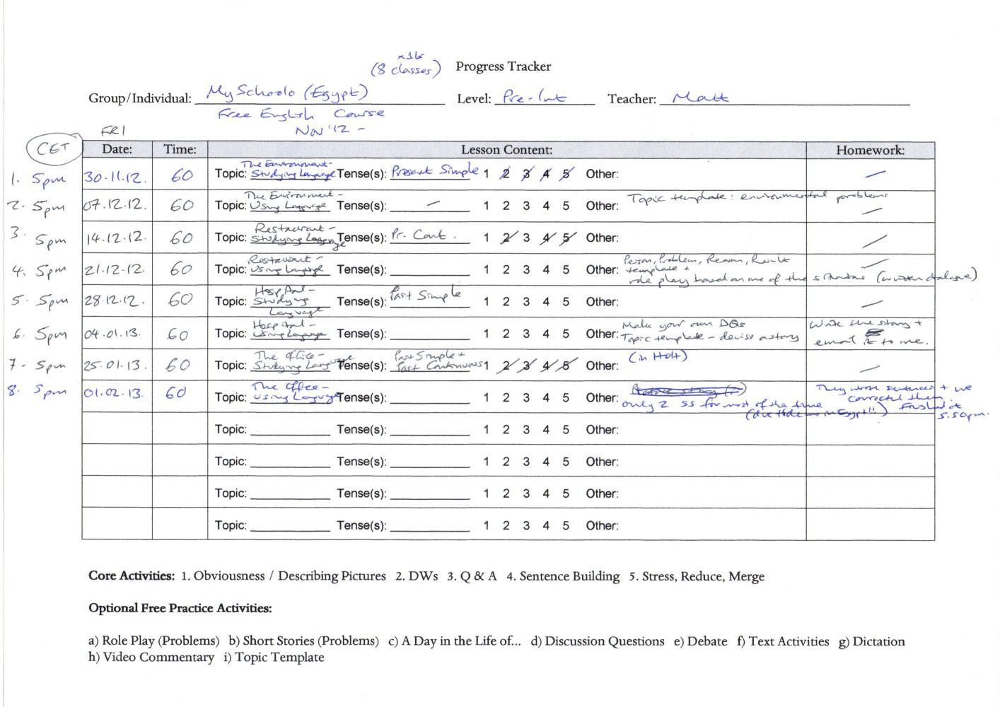 x1hr
(8 classes) Progress Tracker
Group/Individual: My Schoolo (Egypt) Level: Pre-Int Teacher: Matt
Free English Course
FRI Nov '12 -
CET Date: Time: Lesson Content: Homework:
1. 5pm 30.11.12. 60 Topic: The Environment - Studying Language Tense(s): Present Simple 1 2 3 4 5 Other: —
2. 5pm 07.12.12. 60 Topic: The Environment - Using Language Tense(s): — 1 2 3 4 5 Other: Topic template: environmental problems —
3. 5pm 14.12.12. 60 Topic: Restaurant - Studying Language Tense(s): Pr. Cont. 1 2 3 4 5 Other: —
4. 5pm 21.12.12. 60 Topic: Restaurant - Using Language Tense(s): 1 2 3 4 5 Other: Person, Problem, Reason, Result —
template + role play based on one of the situations (written dialogue)
5. 5pm 28.12.12. 60 Topic: Hospital - Studying Language Tense(s): Past Simple 1 2 3 4 5 Other: —
6. 5pm 04.01.13. 60 Topic: Hospital - Using Language Tense(s): 1 2 3 4 5 Other: Make your own DQs Write the story +
Topic template - devise a story email it to me.
7. 5pm 25.01.13. 60 Topic: The Office - Studying Language Tense(s): Past Simple + Past Continuous 1 2 3 4 5 Other: (in Holt) —
8. 5pm 01.02.13. 60 Topic: The Office - Using Language Tense(s): 1 2 3 4 5 Other: only 2 ss for most of the time They wrote sentences + we
(due to demo in Egypt!!) corrected them. Finished at
5.50pm.
Topic: Tense(s): 1 2 3 4 5 Other:
Topic: Tense(s): 1 2 3 4 5 Other:
Topic: Tense(s): 1 2 3 4 5 Other:
Topic: Tense(s): 1 2 3 4 5 Other:
Core Activities: 1. Obviousness / Describing Pictures 2. DWs 3. Q & A 4. Sentence Building 5. Stress, Reduce, Merge
Optional Free Practice Activities:
a) Role Play (Problems) b) Short Stories (Problems) c) A Day in the Life of... d) Discussion Questions e) Debate f) Text Activities g) Dictation
h) Video Commentary i) Topic Template